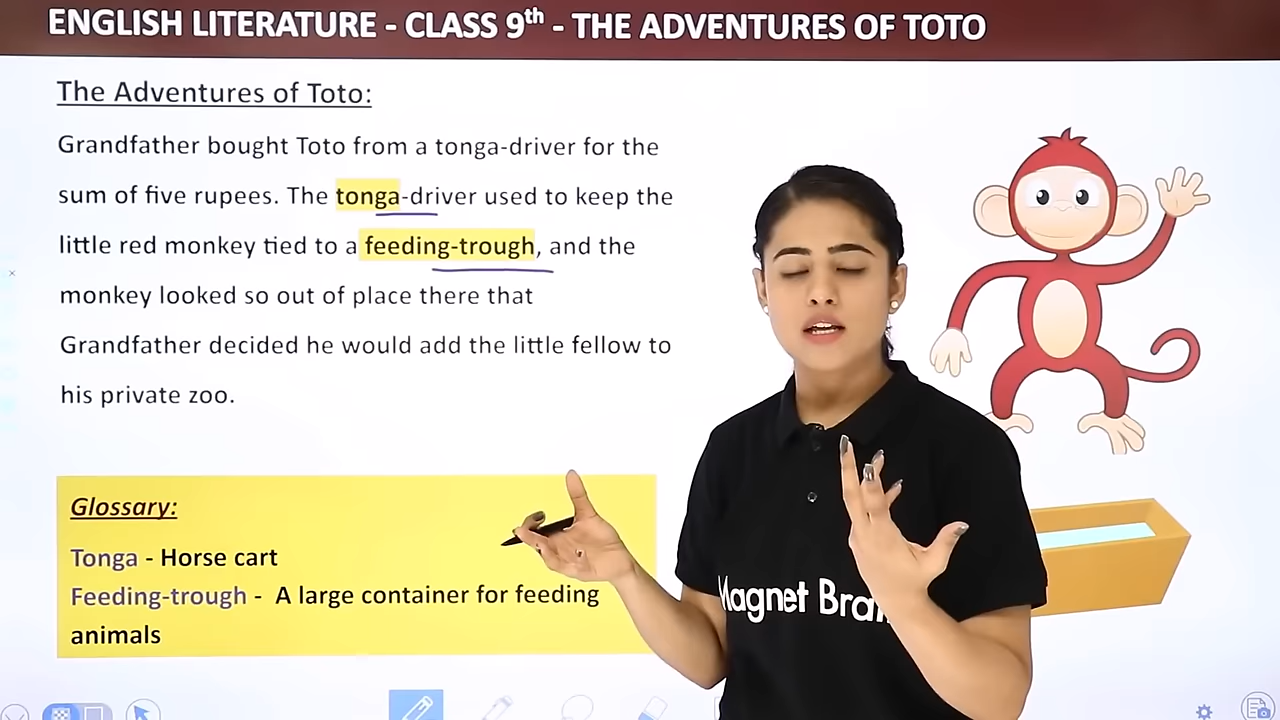 ENGLISH LITERATURE - CLASS 9th - THE ADVENTURES OF TOTO
The Adventures of Toto:
Grandfather bought Toto from a tonga-driver for the
sum of five rupees. The tonga-driver used to keep the
little red monkey tied to a feeding-trough, and the
monkey looked so out of place there that
Grandfather decided he would add the little fellow to
his private zoo.
Glossary:
Tonga - Horse cart
Feeding-trough - A large container for feeding
animals
Magnet